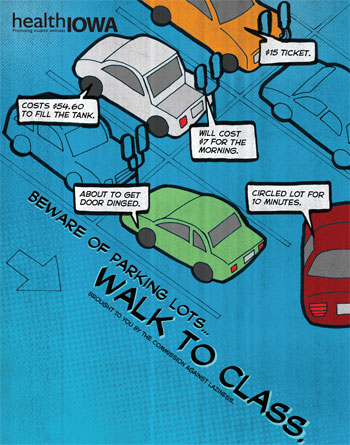 healthIOWA
Promoting student wellness
$15 TICKET.
COSTS $54.60
TO FILL THE TANK.
WILL COST
$7 FOR THE
MORNING.
ABOUT TO GET
DOOR DINGED.
CIRCLED LOT FOR
10 MINUTES.
BEWARE OF PARKING LOTS...
WALK TO CLASS.
BROUGHT TO YOU BY THE COMMISSION AGAINST LAZINESS.